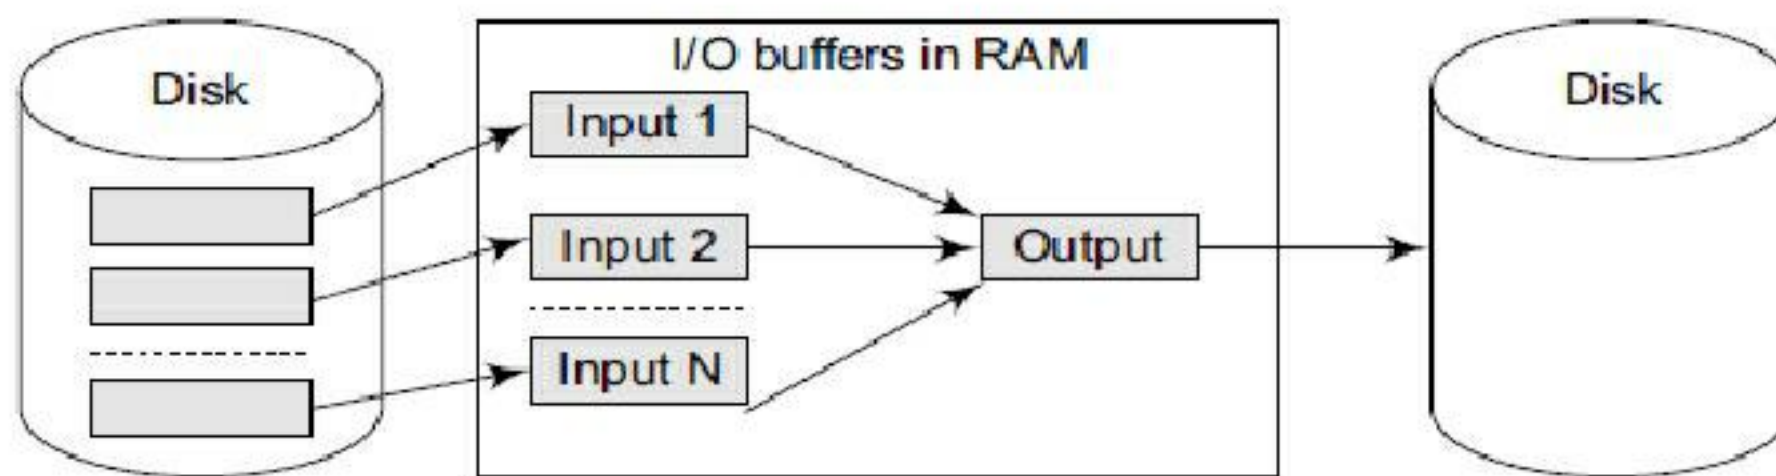 Disk
I/O buffers in RAM
Input 1
Input 2
Input N
Output
Disk